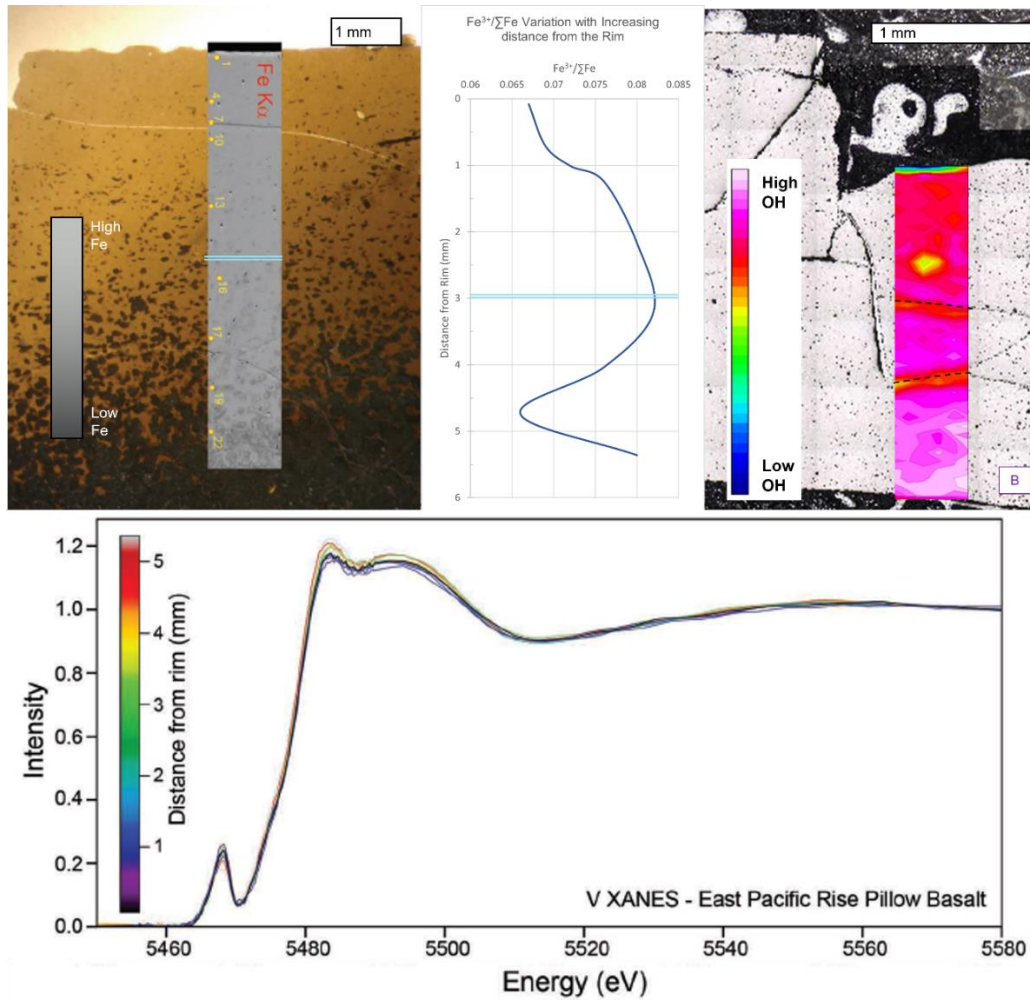 1 mm
Fe Kα
1
4
7
10
13
16
17
19
22
High
Fe
Low
Fe
Fe³⁺/∑Fe Variation with Increasing
distance from the Rim
Fe³⁺/∑Fe
0.06 0.065 0.07 0.075 0.08 0.085
Distance from Rim (mm)
0
1
2
3
4
5
6
1 mm
High
OH
Low
OH
B
Intensity
1.2
1.0
0.8
0.6
0.4
0.2
0.0
Distance from rim (mm)
5
4
3
2
1
V XANES - East Pacific Rise Pillow Basalt
5460 5480 5500 5520 5540 5560 5580
Energy (eV)